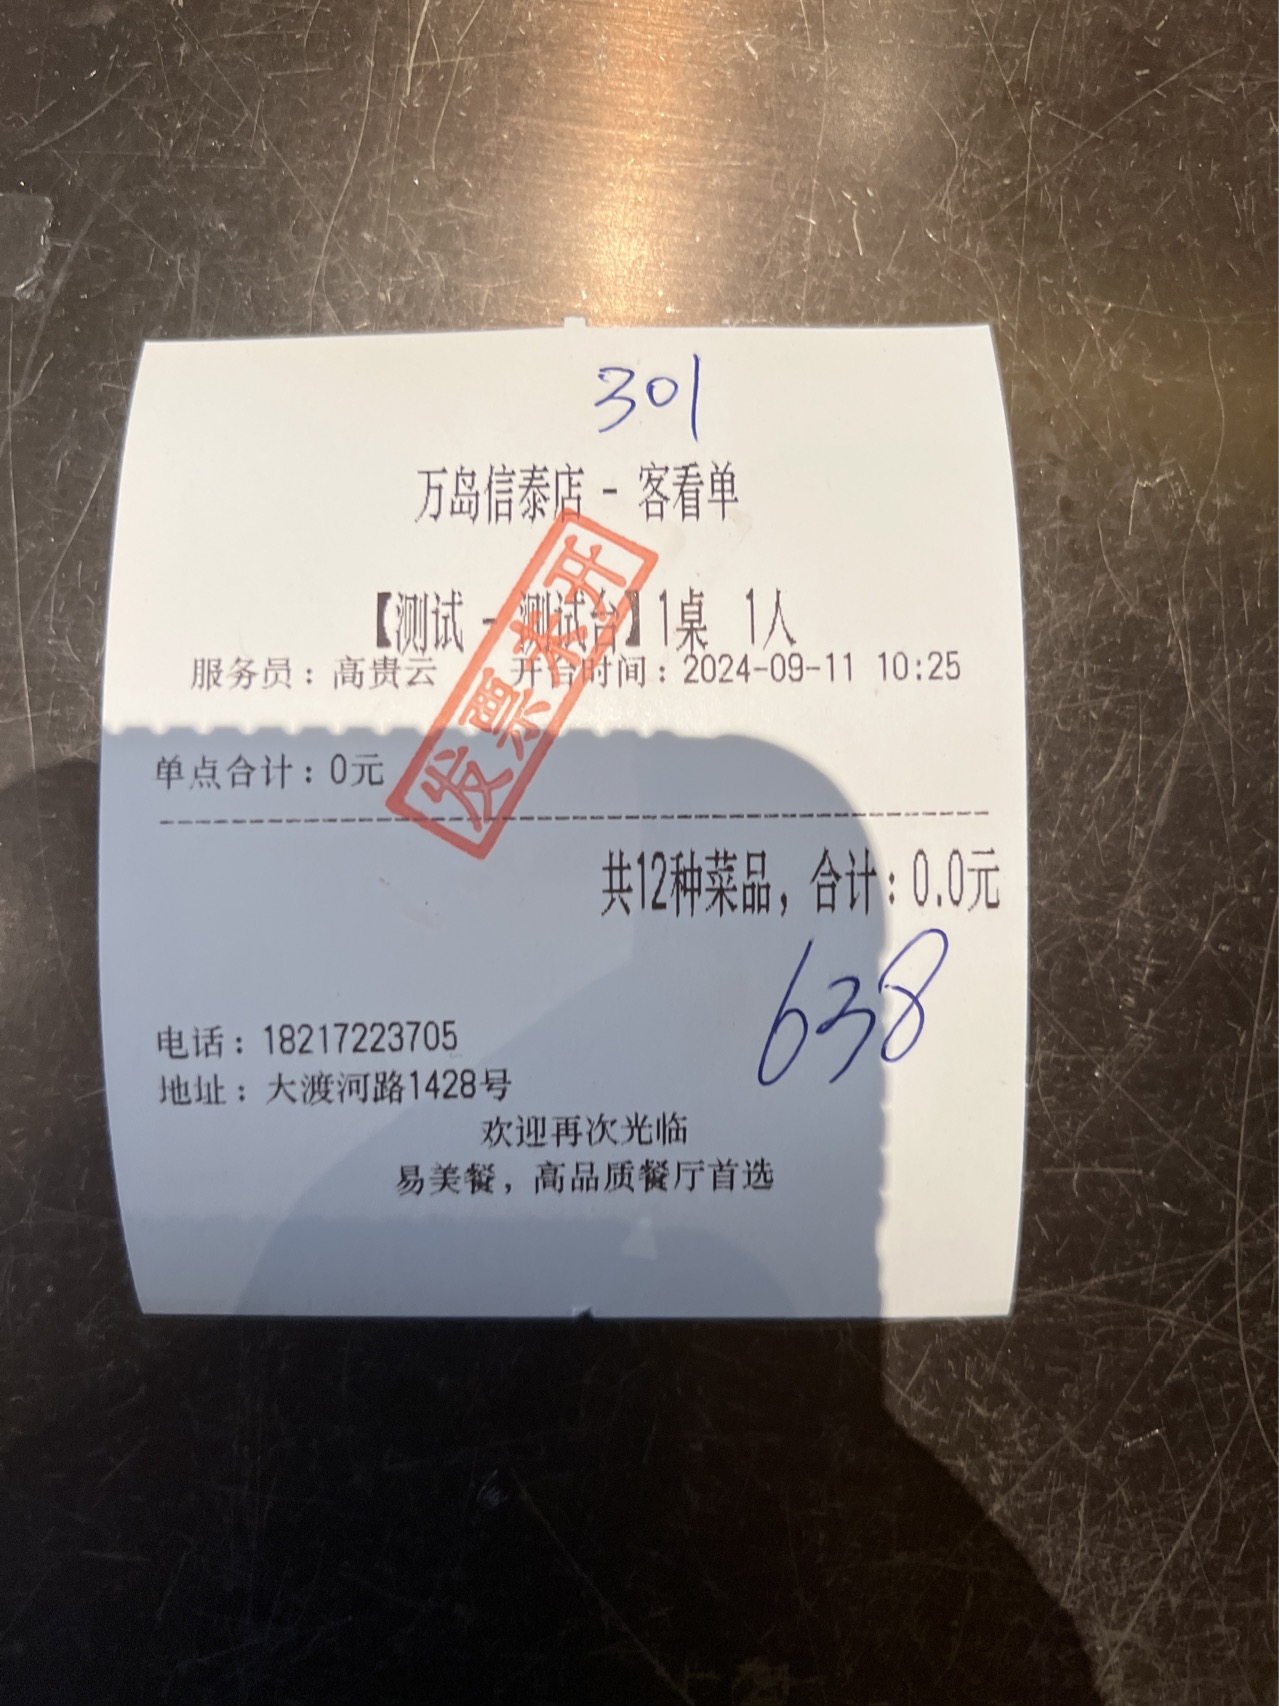 301
万岛信泰店 - 客看单
【测试 - 测试台】1桌 1人
服务员：高贵云 开台时间：2024-09-11 10:25
发票未开
单点合计：0元
共12种菜品，合计：0.0元
638
电话：18217223705
地址：大渡河路1428号
欢迎再次光临
易美餐，高品质餐厅首选